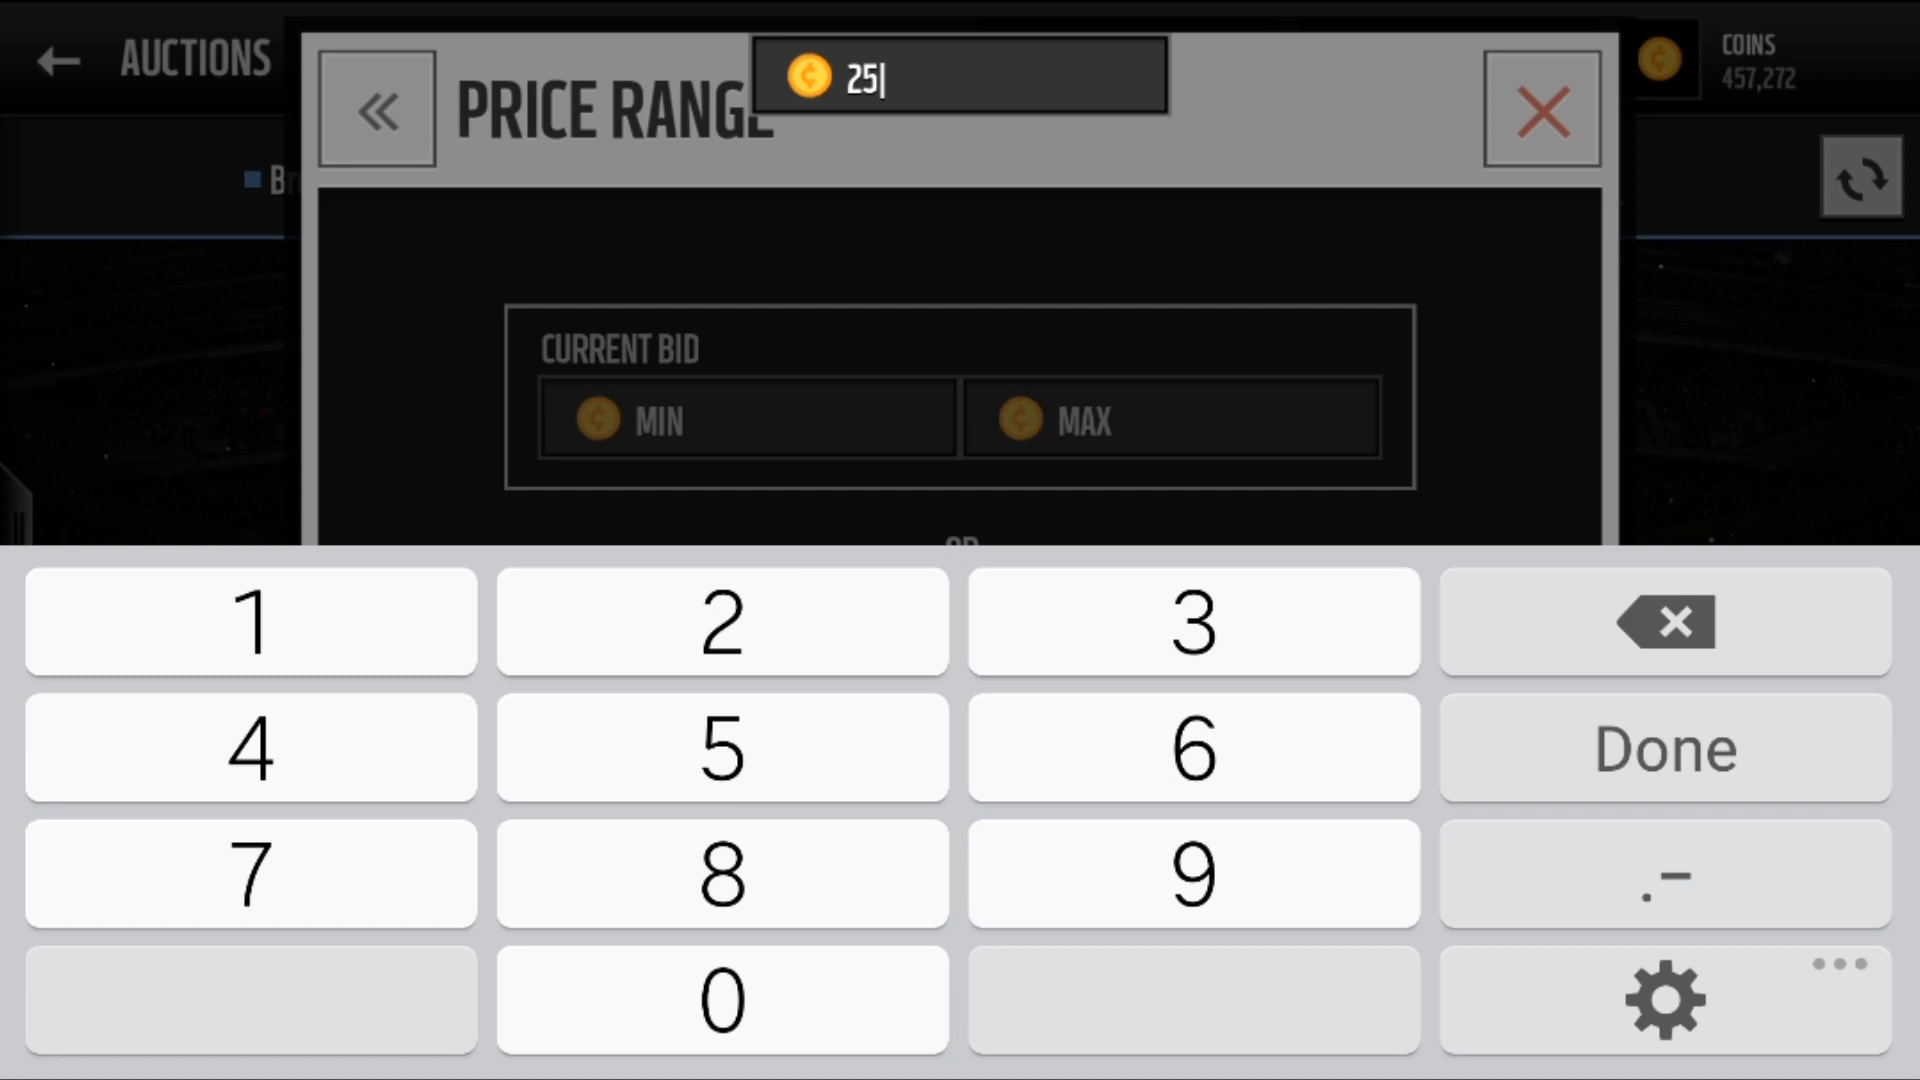 AUCTIONS
PRICE RANGE
25
COINS
457,272
CURRENT BID
MIN
MAX
OR
1 2 3
4 5 6 Done
7 8 9 .-
0